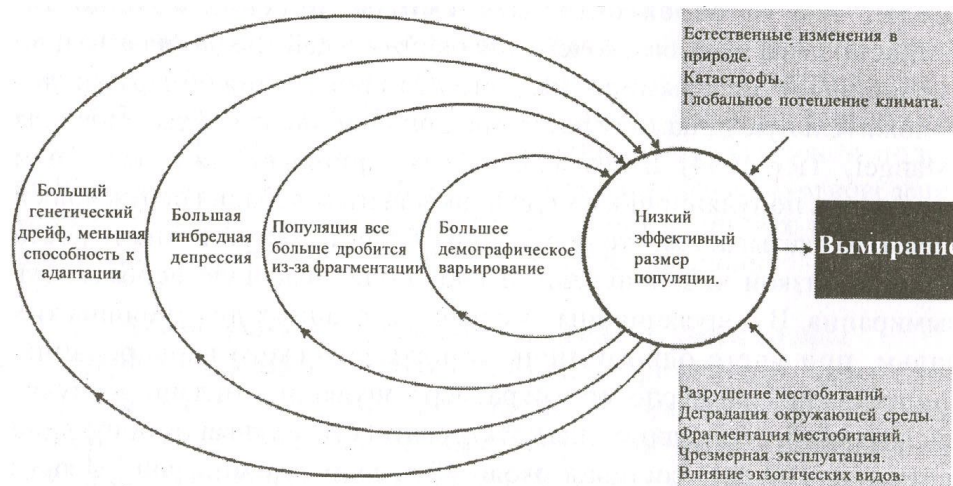 Естественные изменения в
природе.
Катастрофы.
Глобальное потепление климата.
Больший
генетический
дрейф, меньшая
способность к
адаптации
Большая
инбредная
депрессия
Популяция все
больше дробится
из-за фрагментации
Большее
демографическое
варьирование
Низкий
эффективный
размер
популяции.
Вымирание
Разрушение местобитаний.
Деградация окружающей среды.
Фрагментация местобитаний.
Чрезмерная эксплуатация.
Влияние экзотических видов.